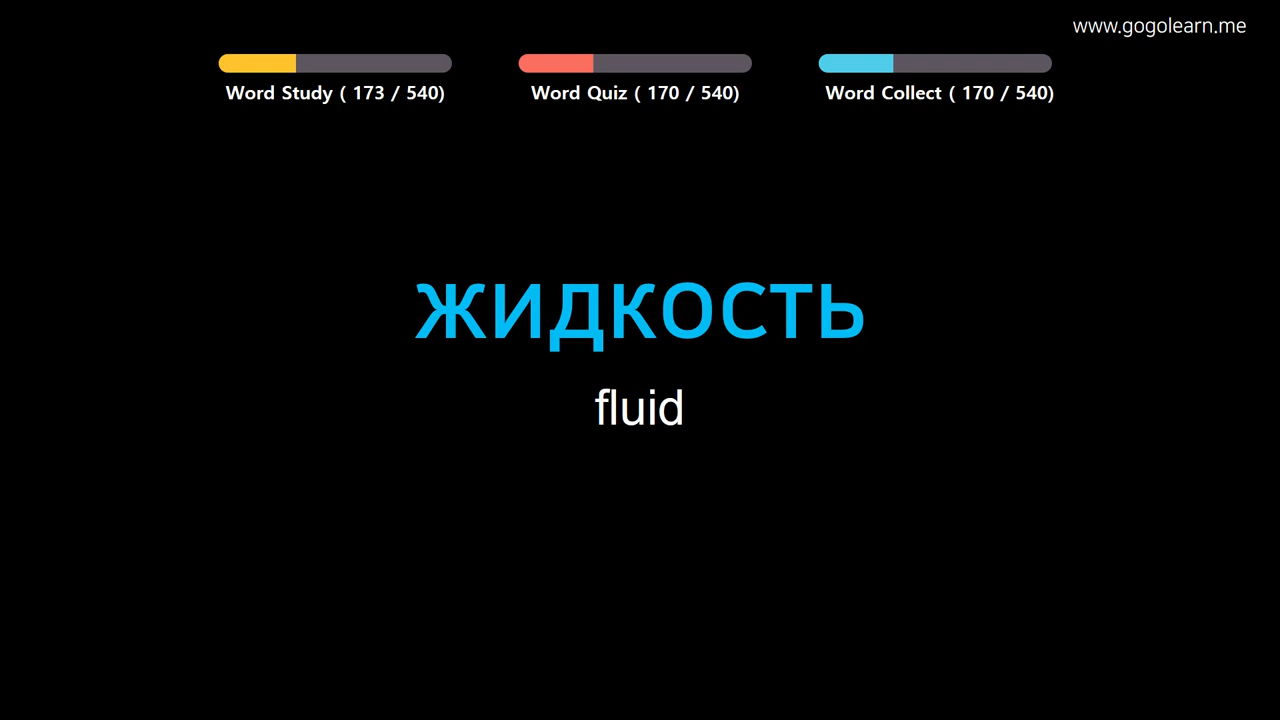 www.gogolearn.me
Word Study ( 173 / 540)
Word Quiz ( 170 / 540)
Word Collect ( 170 / 540)
жидкость
fluid